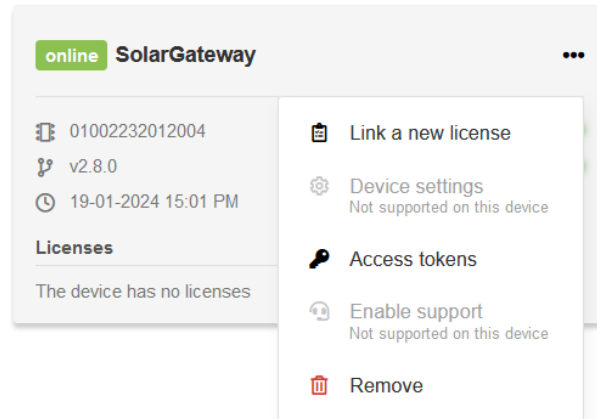 online SolarGateway
01002232012004
v2.8.0
19-01-2024 15:01 PM
Licenses
The device has no licenses
Link a new license
Device settings
Not supported on this device
Access tokens
Enable support
Not supported on this device
Remove